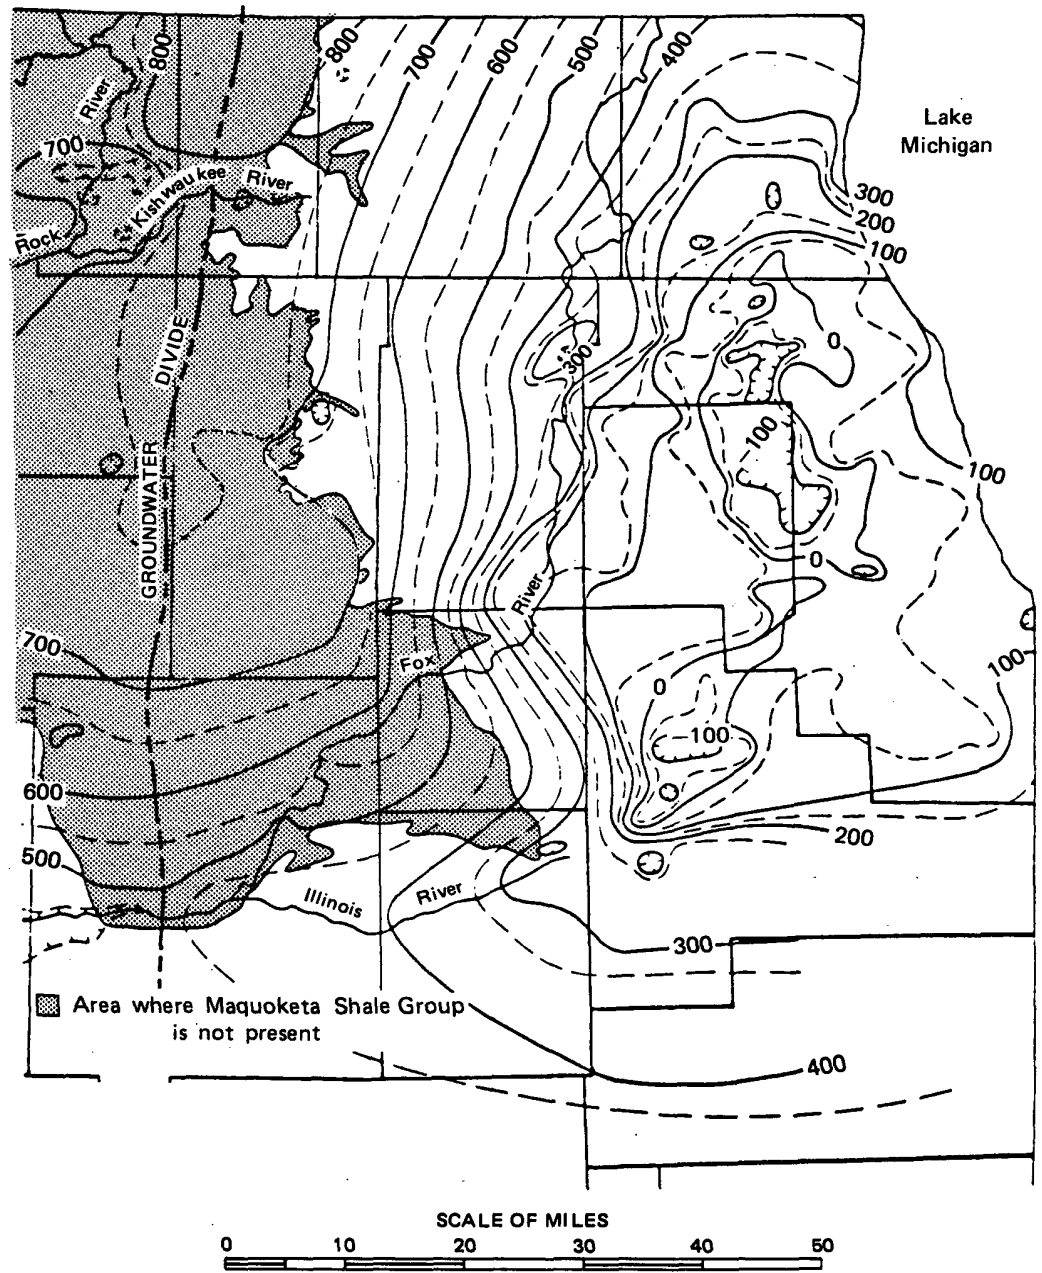 800
800
700
600
500
400
River
Lake
Michigan
700
Kishwaukee
River
300
200
100
Rock
DIVIDE
0
300
100
100
GROUNDWATER
0
River
700
Fox
100
0
100
600
200
500
Illinois
River
300
Area where Maquoketa Shale Group
is not present
400
SCALE OF MILES
0 10 20 30 40 50